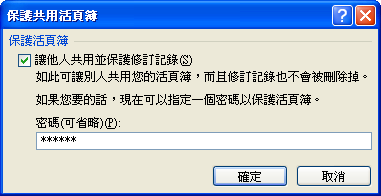 保護共用活頁簿
保護活頁簿
讓他人共用並保護修訂記錄(S)
如此可讓別人共用您的活頁簿，而且修訂記錄也不會被刪除掉。
如果您要的話，現在可以指定一個密碼以保護活頁簿。
密碼(可省略)(P):
******
確定
取消